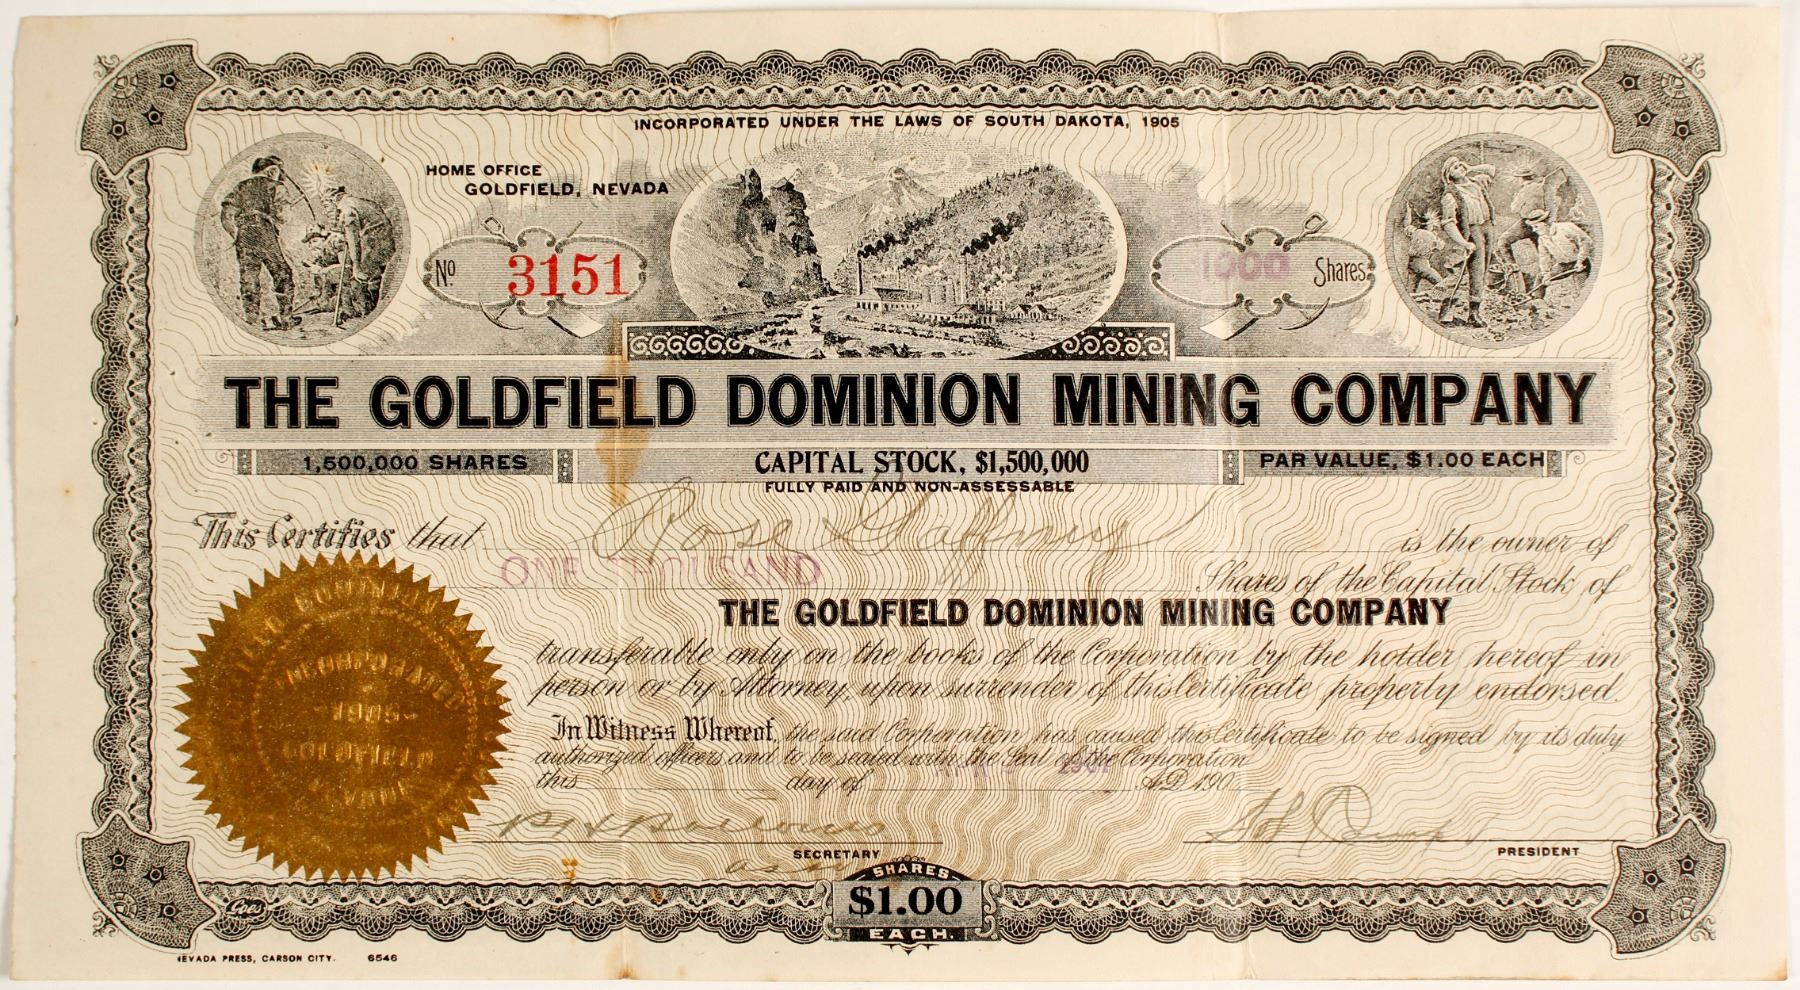 INCORPORATED UNDER THE LAWS OF SOUTH DAKOTA, 1905
HOME OFFICE
GOLDFIELD, NEVADA
No 3151
1000 Shares
THE GOLDFIELD DOMINION MINING COMPANY
1,500,000 SHARES CAPITAL STOCK, $1,500,000 PAR VALUE, $1.00 EACH
FULLY PAID AND NON-ASSESSABLE
This Certifies that Rose Gaffney is the owner of
ONE THOUSAND Shares of the Capital Stock of
THE GOLDFIELD DOMINION MINING COMPANY
transferable only on the books of the Corporation by the holder hereof in
person or by Attorney, upon surrender of this Certificate properly endorsed.
In Witness Whereof, the said Corporation has caused this Certificate to be signed by its duly
authorized officers and to be sealed with the Seal of the Corporation
this day of A.D. 190
INCORPORATED
-1905-
GOLDFIELD
NEVADA
SECRETARY
PRESIDENT
SHARES
$1.00
EACH.
Goes
NEVADA PRESS, CARSON CITY. 6546